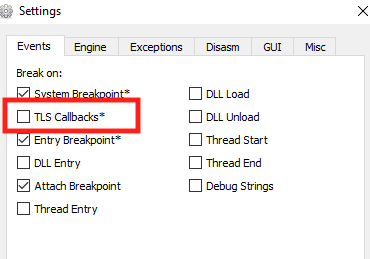 Settings
Events Engine Exceptions Disasm GUI Misc
Break on:
System Breakpoint* DLL Load
TLS Callbacks* DLL Unload
Entry Breakpoint* Thread Start
DLL Entry Thread End
Attach Breakpoint Debug Strings
Thread Entry